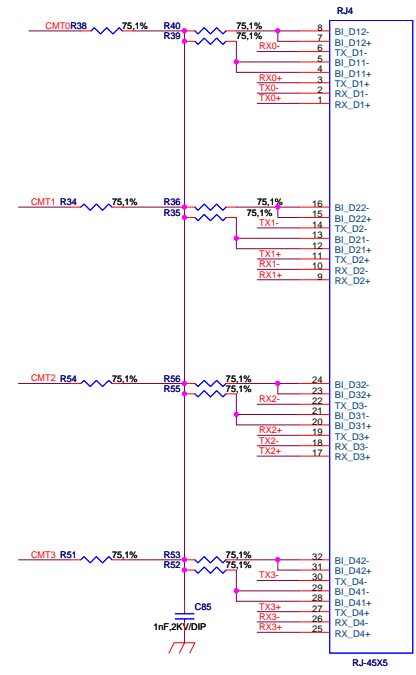 RJ4
CMT0 R38 75,1% R40 75,1% 8 BI_D12-
R39 75,1% 7 BI_D12+
RX0- 6 TX_D1-
5 BI_D11-
4 BI_D11+
RX0+ 3 TX_D1+
TX0- 2 RX_D1-
TX0+ 1 RX_D1+
CMT1 R34 75,1% R36 75,1% 16 BI_D22-
R35 75,1% 15 BI_D22+
TX1- 14 TX_D2-
13 BI_D21-
12 BI_D21+
TX1+ 11 TX_D2+
RX1- 10 RX_D2-
RX1+ 9 RX_D2+
CMT2 R54 75,1% R56 75,1% 24 BI_D32-
R55 75,1% 23 BI_D32+
RX2- 22 TX_D3-
21 BI_D31-
20 BI_D31+
RX2+ 19 TX_D3+
TX2- 18 RX_D3-
TX2+ 17 RX_D3+
CMT3 R51 75,1% R53 75,1% 32 BI_D42-
R52 75,1% 31 BI_D42+
TX3- 30 TX_D4-
29 BI_D41-
28 BI_D41+
TX3+ 27 TX_D4+
RX3- 26 RX_D4-
RX3+ 25 RX_D4+
C85
1nF,2KV/DIP
RJ-45X5